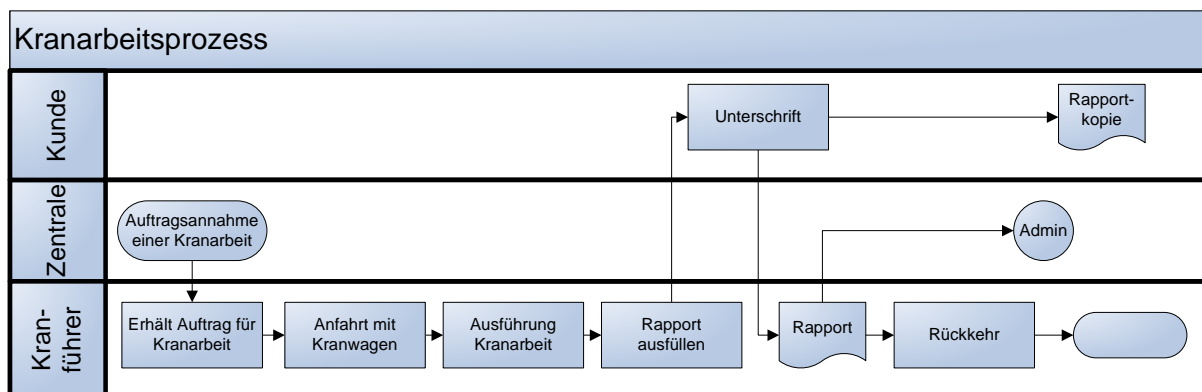 Kranarbeitsprozess
Kunde
Unterschrift
Rapport-
kopie
Zentrale
Auftragsannahme
einer Kranarbeit
Admin
Kran-
führer
Erhält Auftrag für
Kranarbeit
Anfahrt mit
Kranwagen
Ausführung
Kranarbeit
Rapport
ausfüllen
Rapport
Rückkehr